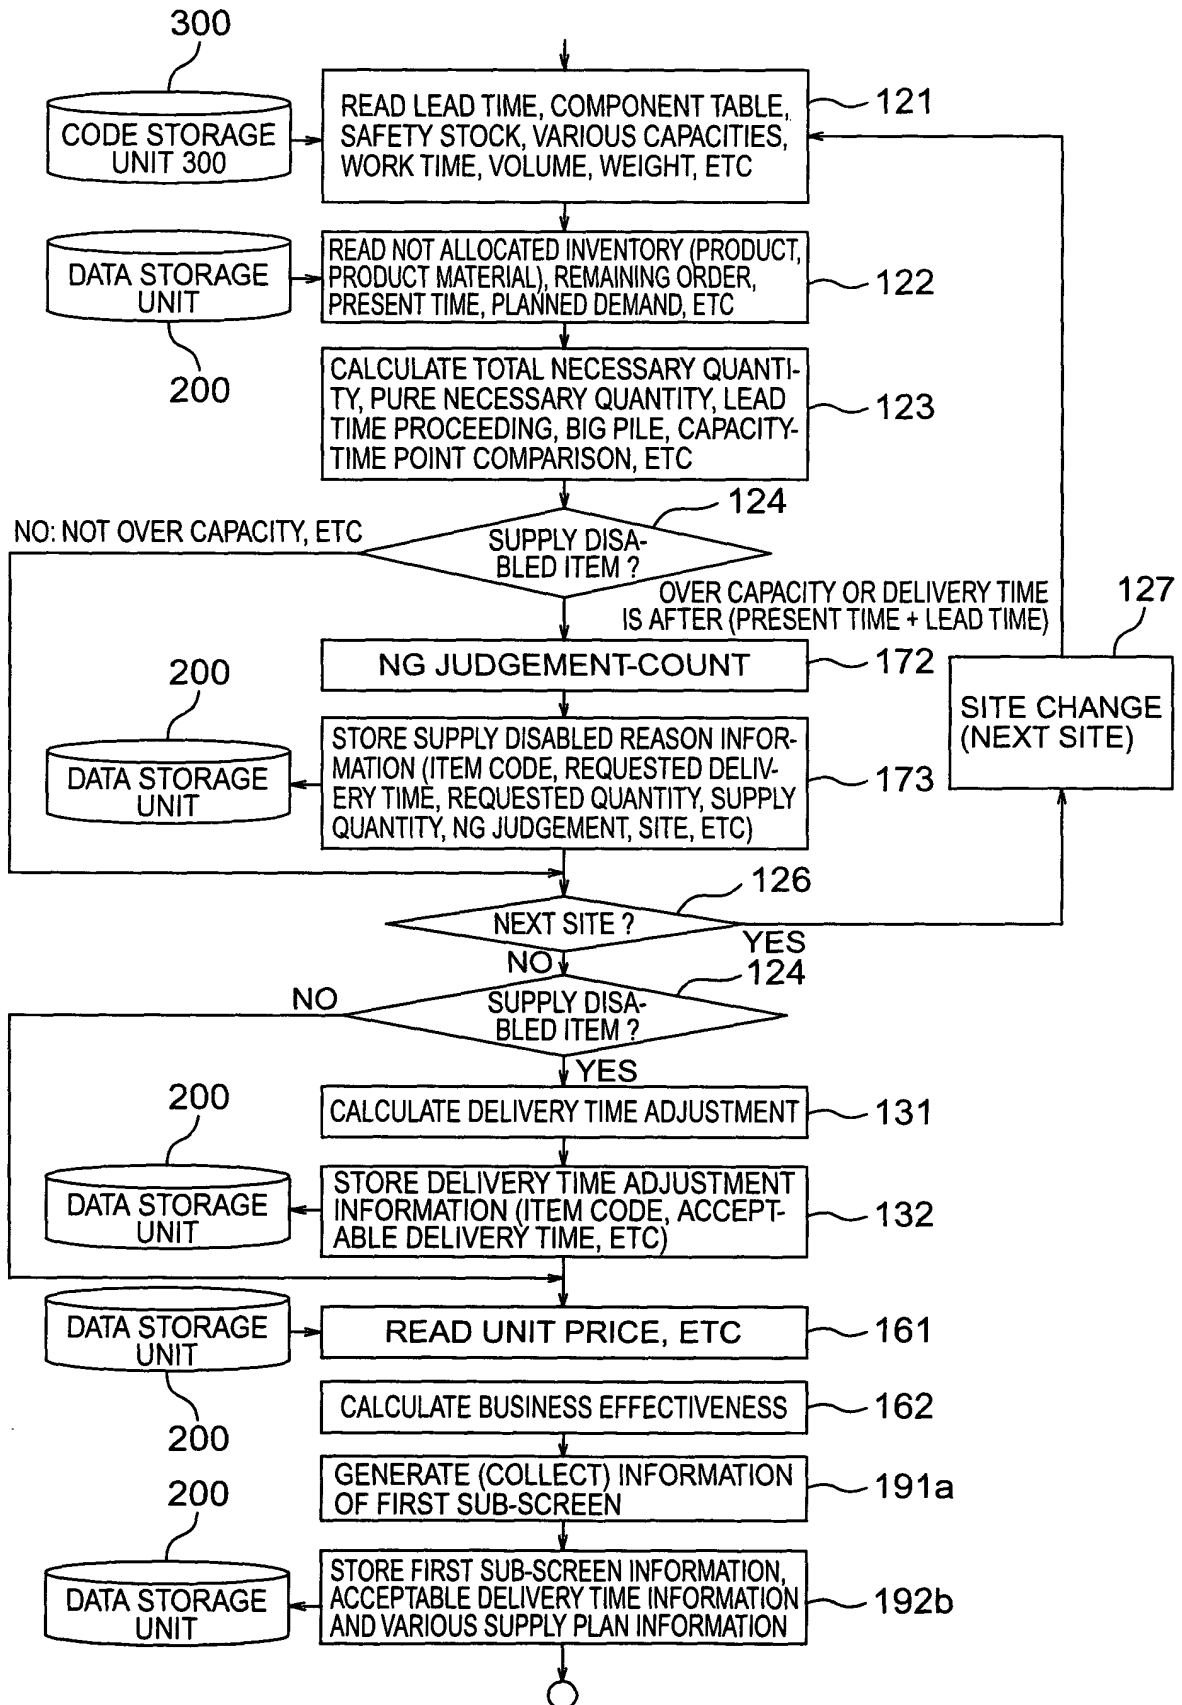 300
CODE STORAGE
UNIT 300
READ LEAD TIME, COMPONENT TABLE,
SAFETY STOCK, VARIOUS CAPACITIES,
WORK TIME, VOLUME, WEIGHT, ETC
121
DATA STORAGE
UNIT
200
READ NOT ALLOCATED INVENTORY (PRODUCT,
PRODUCT MATERIAL), REMAINING ORDER,
PRESENT TIME, PLANNED DEMAND, ETC
122
CALCULATE TOTAL NECESSARY QUANTI-
TY, PURE NECESSARY QUANTITY, LEAD
TIME PROCEEDING, BIG PILE, CAPACITY-
TIME POINT COMPARISON, ETC
123
124
NO: NOT OVER CAPACITY, ETC
SUPPLY DISA-
BLED ITEM ?
OVER CAPACITY OR DELIVERY TIME
IS AFTER (PRESENT TIME + LEAD TIME)
127
SITE CHANGE
(NEXT SITE)
NG JUDGEMENT-COUNT
172
200
DATA STORAGE
UNIT
STORE SUPPLY DISABLED REASON INFOR-
MATION (ITEM CODE, REQUESTED DELIV-
ERY TIME, REQUESTED QUANTITY, SUPPLY
QUANTITY, NG JUDGEMENT, SITE, ETC)
173
126
NEXT SITE ?
YES
NO
124
NO
SUPPLY DISA-
BLED ITEM ?
YES
CALCULATE DELIVERY TIME ADJUSTMENT
131
200
DATA STORAGE
UNIT
STORE DELIVERY TIME ADJUSTMENT
INFORMATION (ITEM CODE, ACCEPT-
ABLE DELIVERY TIME, ETC)
132
DATA STORAGE
UNIT
200
READ UNIT PRICE, ETC
161
CALCULATE BUSINESS EFFECTIVENESS
162
GENERATE (COLLECT) INFORMATION
OF FIRST SUB-SCREEN
191a
200
DATA STORAGE
UNIT
STORE FIRST SUB-SCREEN INFORMATION,
ACCEPTABLE DELIVERY TIME INFORMATION
AND VARIOUS SUPPLY PLAN INFORMATION
192b